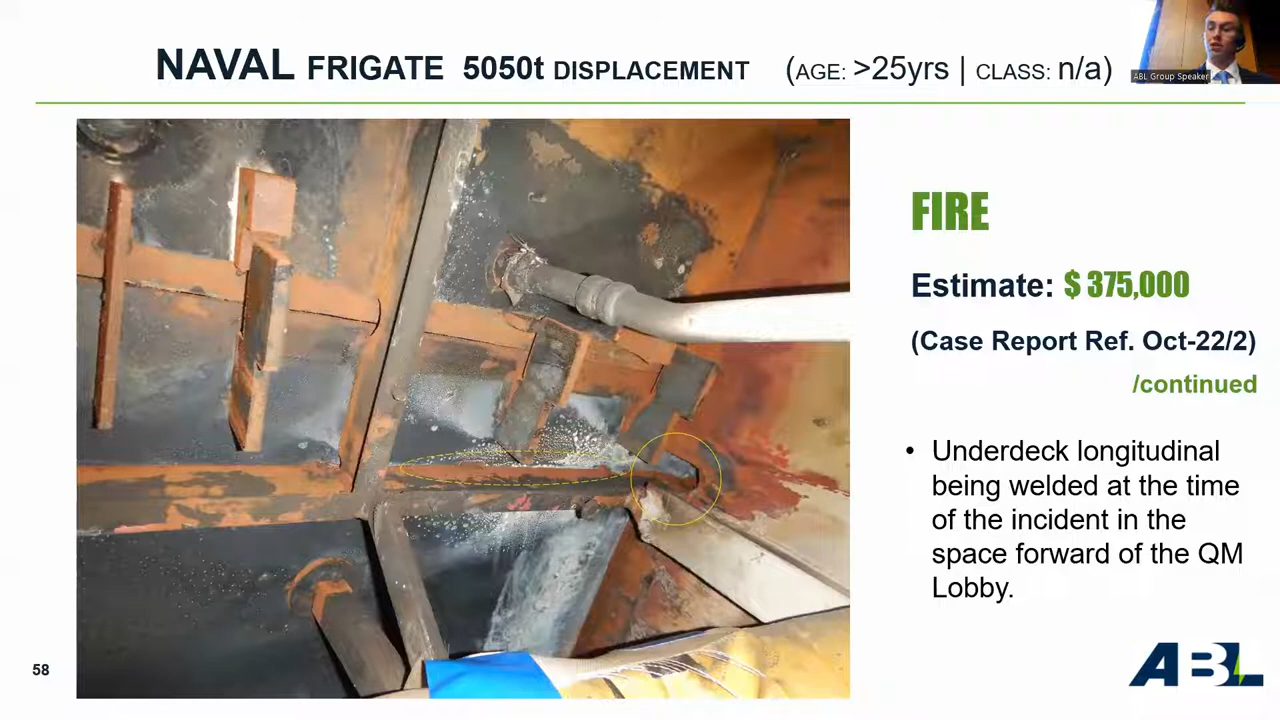 NAVAL FRIGATE 5050t DISPLACEMENT (AGE: >25yrs | CLASS: n/a)
ABL Group Speaker
FIRE
Estimate: $ 375,000
(Case Report Ref. Oct-22/2)
/continued
• Underdeck longitudinal
being welded at the time
of the incident in the
space forward of the QM
Lobby.
58
ABL